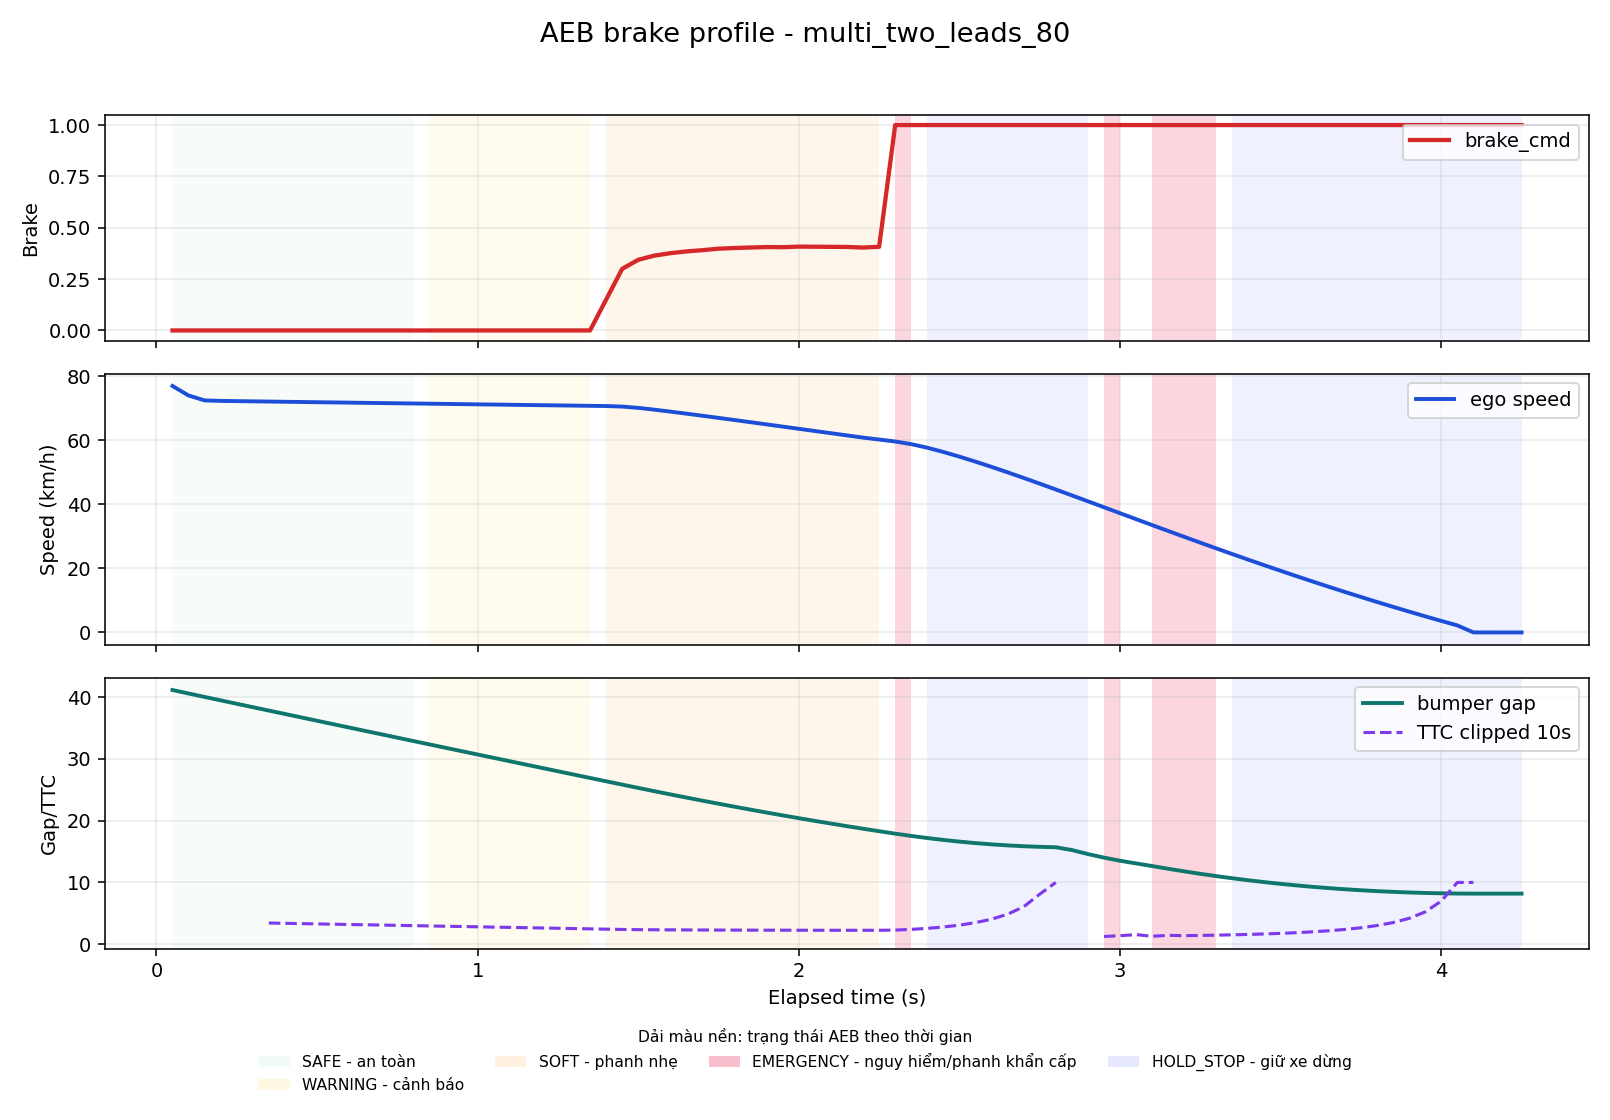 AEB brake profile - multi_two_leads_80
Brake
1.00
0.75
0.50
0.25
0.00
brake_cmd
Speed (km/h)
80
60
40
20
0
ego speed
Gap/TTC
40
30
20
10
0
bumper gap
TTC clipped 10s
0 1 2 3 4
Elapsed time (s)
Dải màu nền: trạng thái AEB theo thời gian
SAFE - an toàn SOFT - phanh nhẹ EMERGENCY - nguy hiểm/phanh khẩn cấp HOLD_STOP - giữ xe dừng
WARNING - cảnh báo